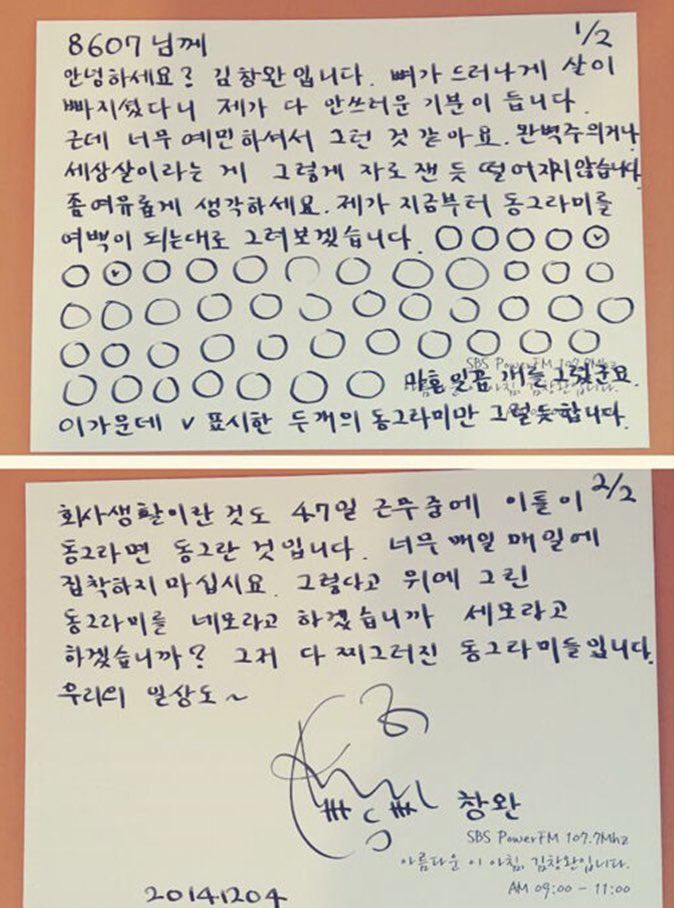 8607님께
1/2
안녕하세요? 김창완입니다. 뼈가 드러나게 살이
빠지셨다니 제가 다 안쓰러운 기분이 듭니다.
근데 너무 예민하셔서 그런 것 같아요. 완벽주의거나
세상살이라는 게 그렇게 자로 잰 듯 떨어지지 않습니다
좀 여유롭게 생각하세요. 제가 지금부터 동그라미를
여백이 되는대로 그려보겠습니다.
SBS PowerFM 107.7Mhz
마흔일곱 개를 그렸군요.
이 가운데 v 표시한 두개의 동그라미만 그럴듯합니다.
2/2
회사생활이란 것도 47일 근무 중에 이틀이
동그라면 동그란 것입니다. 너무 매일 매일에
집착하지 마십시요. 그렇다고 위에 그린
동그라미를 네모라고 하겠습니까 세모라고
하겠습니까? 그저 다 찌그러진 동그라미들입니다.
우리의 일상도~
창완
SBS PowerFM 107.7Mhz
아름다운 이 아침, 김창완입니다.
AM 09:00 - 11:00
20141204